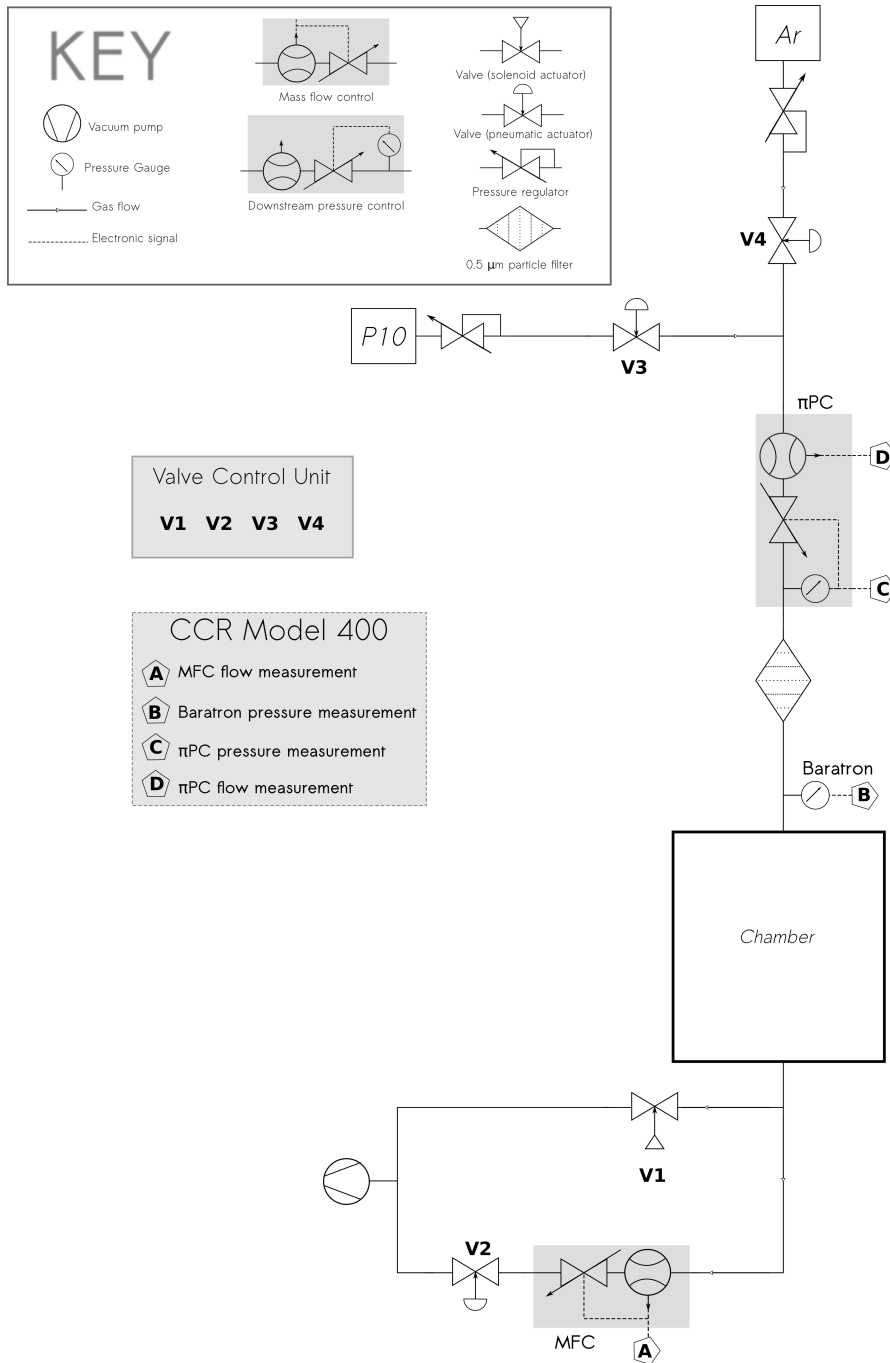 KEY
Mass flow control
Valve (solenoid actuator)
Vacuum pump
Valve (pneumatic actuator)
Pressure Gauge
Pressure regulator
Gas flow
Downstream pressure control
Electronic signal
0.5 μm particle filter
Ar
V4
P10
V3
πPC
D
C
Valve Control Unit
V1 V2 V3 V4
CCR Model 400
A MFC flow measurement
B Baratron pressure measurement
C πPC pressure measurement
D πPC flow measurement
Baratron
B
Chamber
V1
V2
MFC
A